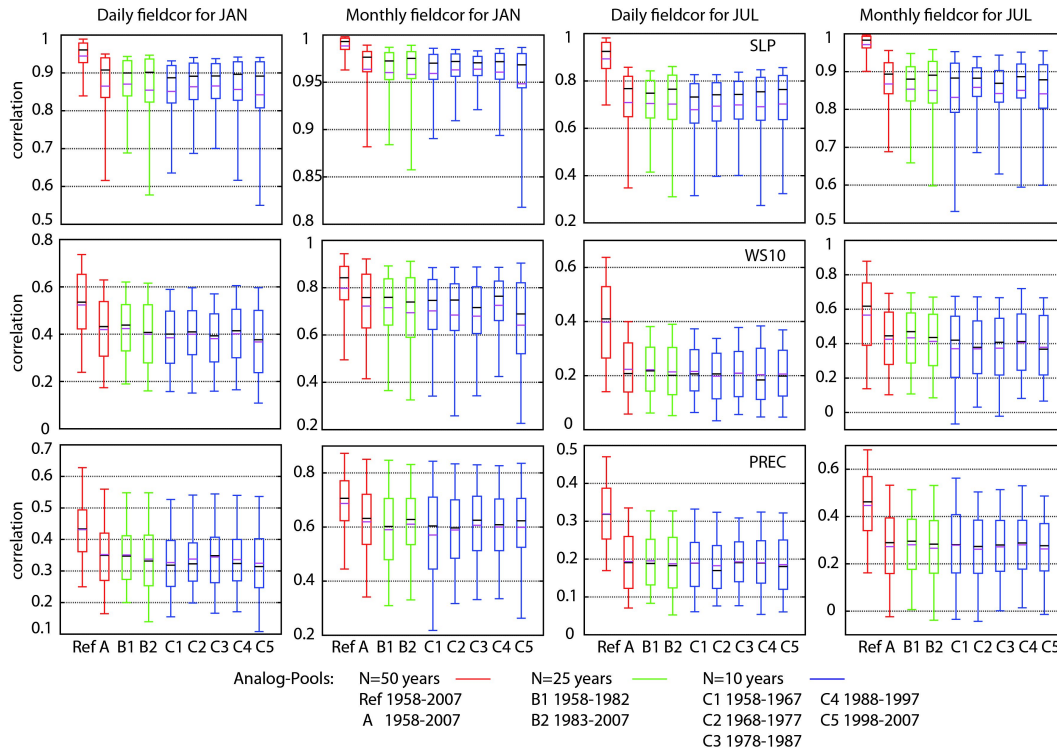 Daily fieldcor for JAN Monthly fieldcor for JAN Daily fieldcor for JUL Monthly fieldcor for JUL
SLP
correlation
1 0.9 0.8 0.7 0.6 0.5
1 0.95 0.9 0.85 0.8
1 0.8 0.6 0.4 0.2
1 0.9 0.8 0.7 0.6 0.5
WS10
correlation
0.8 0.6 0.4 0.2 0
1 0.8 0.6 0.4 0.2
0.6 0.4 0.2 0
1 0.8 0.6 0.4 0.2 0
PREC
correlation
0.7 0.6 0.5 0.4 0.3 0.2 0.1
1 0.8 0.6 0.4 0.2
0.5 0.4 0.3 0.2 0.1 0
0.6 0.4 0.2 0
Ref A B1 B2 C1 C2 C3 C4 C5 Ref A B1 B2 C1 C2 C3 C4 C5 Ref A B1 B2 C1 C2 C3 C4 C5 Ref A B1 B2 C1 C2 C3 C4 C5
Analog-Pools: N=50 years N=25 years N=10 years
Ref 1958-2007 B1 1958-1982 C1 1958-1967 C4 1988-1997
A 1958-2007 B2 1983-2007 C2 1968-1977 C5 1998-2007
C3 1978-1987